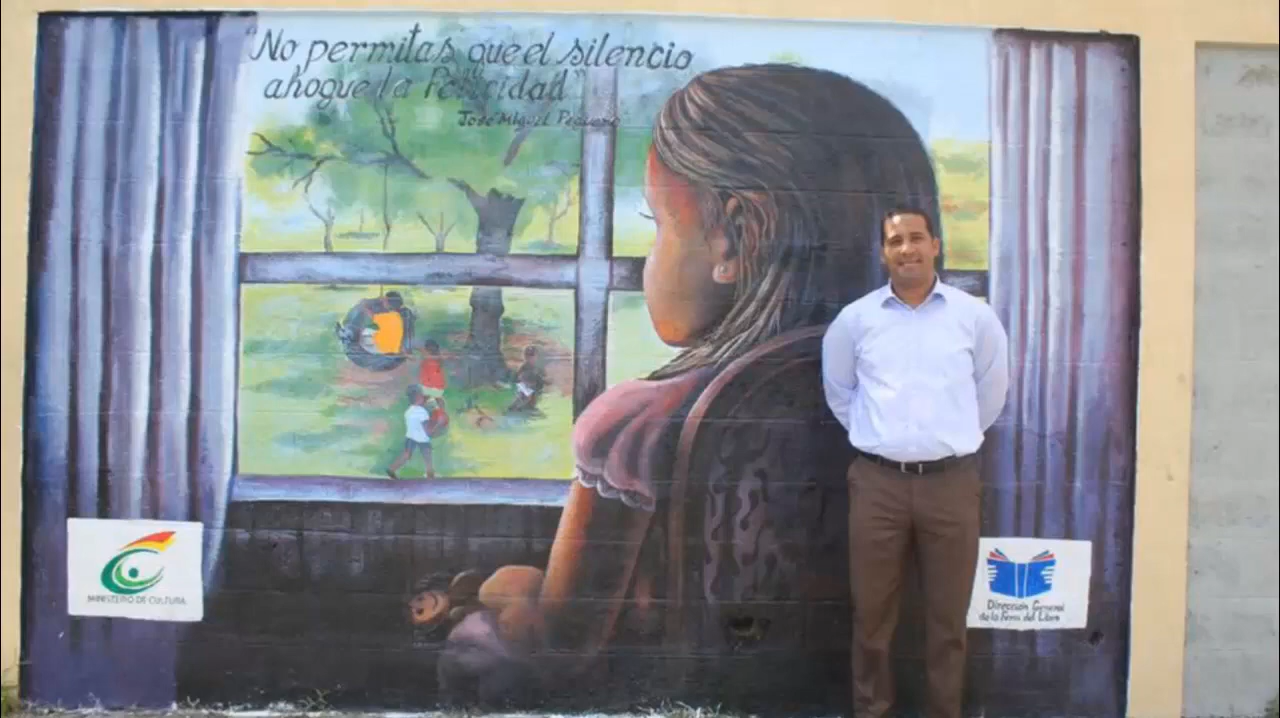 "No permitas que el silencio
ahogue la Felicidad"
José Miguel Pequeño
MINISTERIO DE CULTURA
Dirección General
de la Feria del Libro